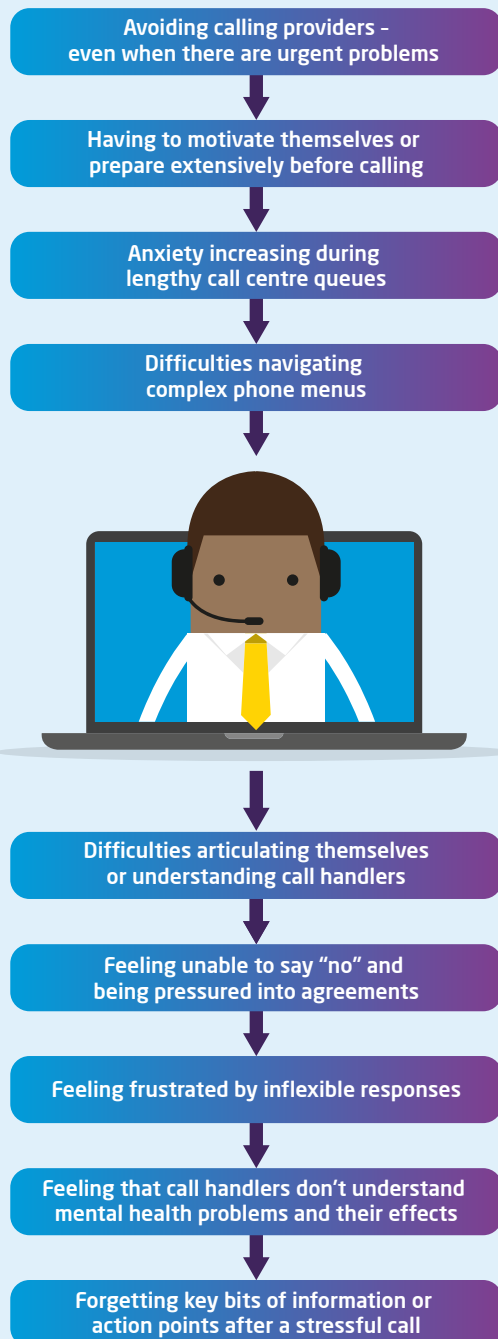 Avoiding calling providers –
even when there are urgent problems
Having to motivate themselves or
prepare extensively before calling
Anxiety increasing during
lengthy call centre queues
Difficulties navigating
complex phone menus
Difficulties articulating themselves
or understanding call handlers
Feeling unable to say “no” and
being pressured into agreements
Feeling frustrated by inflexible responses
Feeling that call handlers don’t understand
mental health problems and their effects
Forgetting key bits of information or
action points after a stressful call